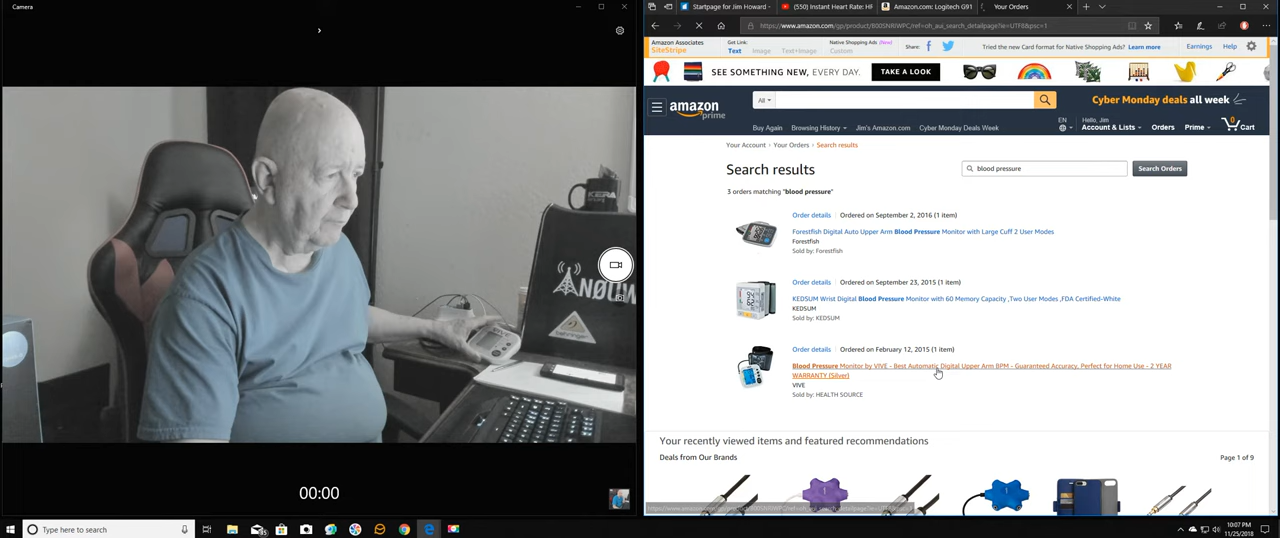 Camera
Startpage for Jim Howard -
(550) Instant Heart Rate: HR
Amazon.com: Logitech G91
Your Orders
Amazon Associates
SiteStripe
Get Link:
Text
Image
Text+Image
Native Shopping Ads (New)
Custom
Share:
Tried the new Card format for Native Shopping Ads? Learn more
Earnings
Help
SEE SOMETHING NEW, EVERY DAY.
TAKE A LOOK
amazon
prime
All
Cyber Monday deals all week
Buy Again
Browsing History
Jim's Amazon.com
Cyber Monday Deals Week
EN
Hello, Jim
Account & Lists
Orders
Prime
0
Cart
Your Account › Your Orders › Search results
Search results
blood pressure
Search Orders
3 orders matching "blood pressure"
Order details
Ordered on September 2, 2016 (1 item)
Forestfish Digital Auto Upper Arm Blood Pressure Monitor with Large Cuff 2 User Modes
Forestfish
Sold by: Forestfish
Order details
Ordered on September 23, 2015 (1 item)
KEDSUM Wrist Digital Blood Pressure Monitor with 60 Memory Capacity ,Two User Modes ,FDA Certified-White
KEDSUM
Sold by: KEDSUM
Order details
Ordered on February 12, 2015 (1 item)
Blood Pressure Monitor by VIVE - Best Automatic Digital Upper Arm BPM - Guaranteed Accuracy, Perfect for Home Use - 2 YEAR
WARRANTY (Silver)
VIVE
Sold by: HEALTH SOURCE
Your recently viewed items and featured recommendations
Deals from Our Brands
Page 1 of 9
behringer
00:00
Type here to search
10:07 PM
11/25/2018